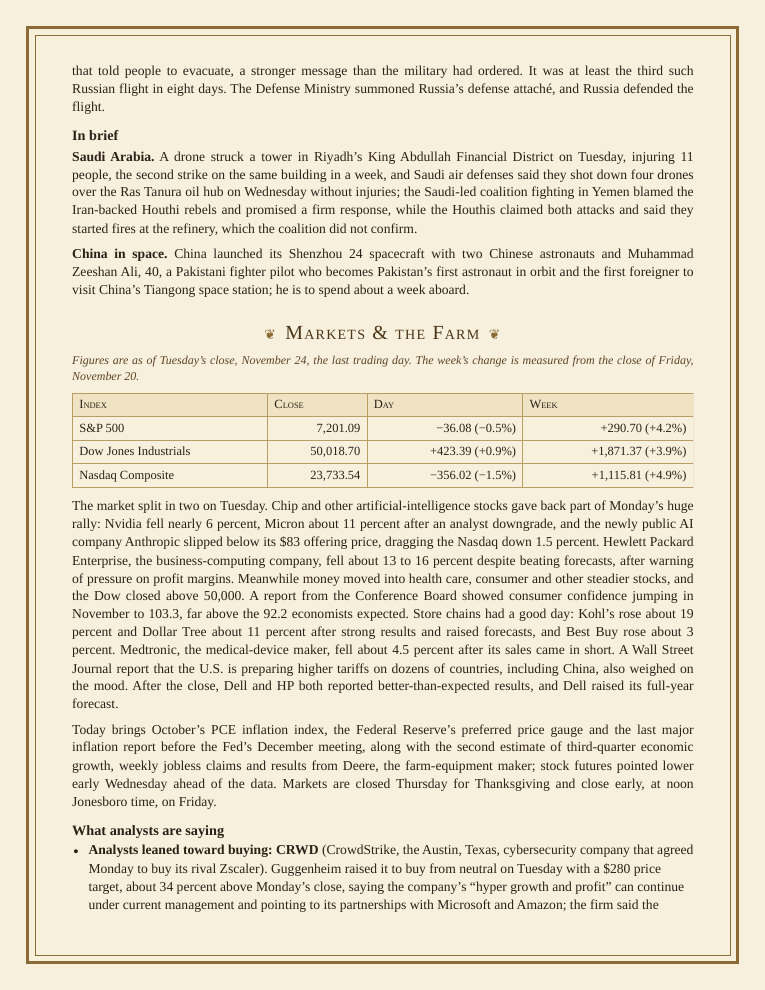 that told people to evacuate, a stronger message than the military had ordered. It was at least the third such
Russian flight in eight days. The Defense Ministry summoned Russia’s defense attaché, and Russia defended the
flight.
In brief
Saudi Arabia. A drone struck a tower in Riyadh’s King Abdullah Financial District on Tuesday, injuring 11
people, the second strike on the same building in a week, and Saudi air defenses said they shot down four drones
over the Ras Tanura oil hub on Wednesday without injuries; the Saudi-led coalition fighting in Yemen blamed the
Iran-backed Houthi rebels and promised a firm response, while the Houthis claimed both attacks and said they
started fires at the refinery, which the coalition did not confirm.
China in space. China launched its Shenzhou 24 spacecraft with two Chinese astronauts and Muhammad
Zeeshan Ali, 40, a Pakistani fighter pilot who becomes Pakistan’s first astronaut in orbit and the first foreigner to
visit China’s Tiangong space station; he is to spend about a week aboard.
❦ Markets & the Farm ❦
Figures are as of Tuesday’s close, November 24, the last trading day. The week’s change is measured from the close of Friday,
November 20.
Index Close Day Week
S&P 500 7,201.09 −36.08 (−0.5%) +290.70 (+4.2%)
Dow Jones Industrials 50,018.70 +423.39 (+0.9%) +1,871.37 (+3.9%)
Nasdaq Composite 23,733.54 −356.02 (−1.5%) +1,115.81 (+4.9%)
The market split in two on Tuesday. Chip and other artificial-intelligence stocks gave back part of Monday’s huge
rally: Nvidia fell nearly 6 percent, Micron about 11 percent after an analyst downgrade, and the newly public AI
company Anthropic slipped below its $83 offering price, dragging the Nasdaq down 1.5 percent. Hewlett Packard
Enterprise, the business-computing company, fell about 13 to 16 percent despite beating forecasts, after warning
of pressure on profit margins. Meanwhile money moved into health care, consumer and other steadier stocks, and
the Dow closed above 50,000. A report from the Conference Board showed consumer confidence jumping in
November to 103.3, far above the 92.2 economists expected. Store chains had a good day: Kohl’s rose about 19
percent and Dollar Tree about 11 percent after strong results and raised forecasts, and Best Buy rose about 3
percent. Medtronic, the medical-device maker, fell about 4.5 percent after its sales came in short. A Wall Street
Journal report that the U.S. is preparing higher tariffs on dozens of countries, including China, also weighed on
the mood. After the close, Dell and HP both reported better-than-expected results, and Dell raised its full-year
forecast.
Today brings October’s PCE inflation index, the Federal Reserve’s preferred price gauge and the last major
inflation report before the Fed’s December meeting, along with the second estimate of third-quarter economic
growth, weekly jobless claims and results from Deere, the farm-equipment maker; stock futures pointed lower
early Wednesday ahead of the data. Markets are closed Thursday for Thanksgiving and close early, at noon
Jonesboro time, on Friday.
What analysts are saying
• Analysts leaned toward buying: CRWD (CrowdStrike, the Austin, Texas, cybersecurity company that agreed
Monday to buy its rival Zscaler). Guggenheim raised it to buy from neutral on Tuesday with a $280 price
target, about 34 percent above Monday’s close, saying the company’s “hyper growth and profit” can continue
under current management and pointing to its partnerships with Microsoft and Amazon; the firm said the